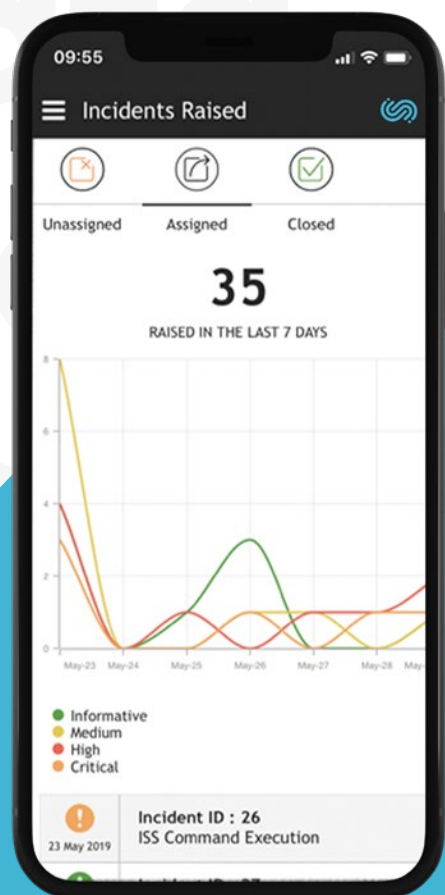 09:55
Incidents Raised
Unassigned Assigned Closed
35
RAISED IN THE LAST 7 DAYS
8
6
4
2
0
May-23 May-24 May-25 May-26 May-27 May-28 May-
Informative
Medium
High
Critical
Incident ID : 26
23 May 2019 ISS Command Execution